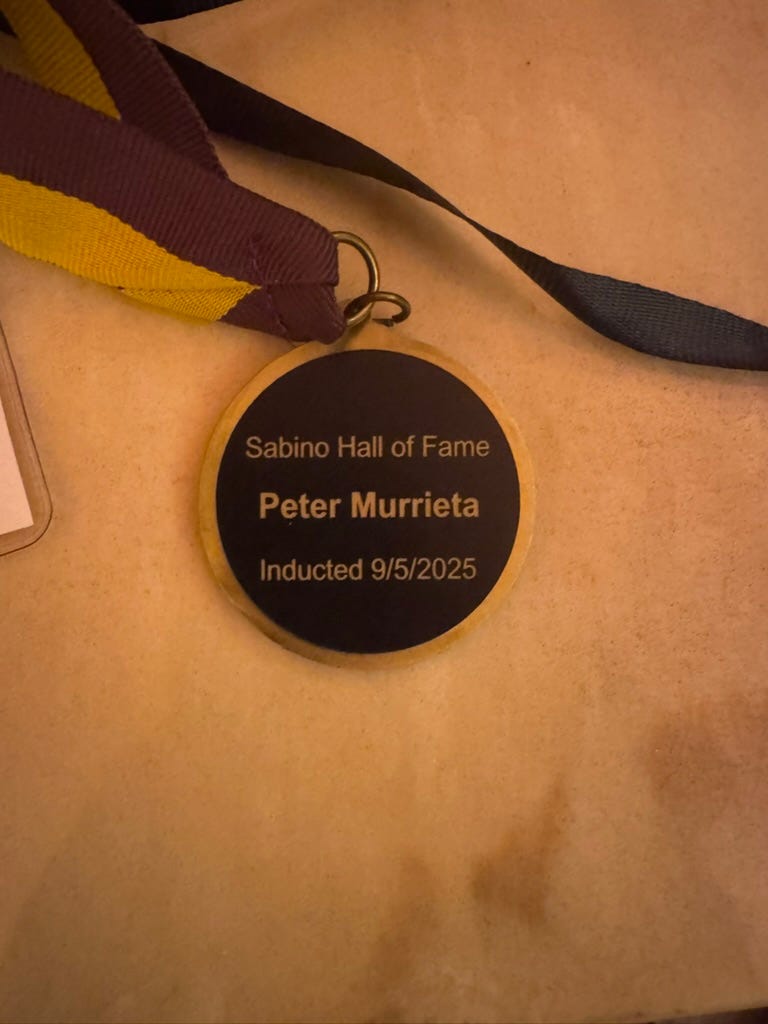 Sabino Hall of Fame
Peter Murrieta
Inducted 9/5/2025